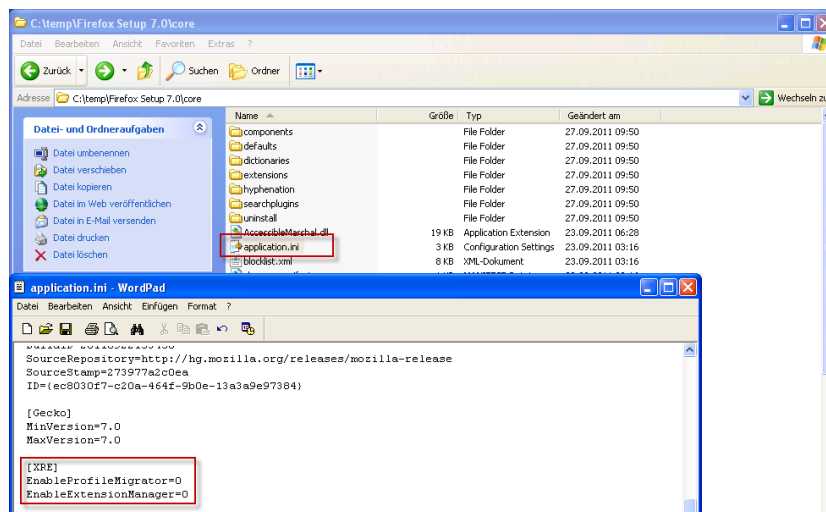 C:\temp\Firefox Setup 7.0\core
Datei Bearbeiten Ansicht Favoriten Extras ?
Zurück Suchen Ordner
Adresse C:\temp\Firefox Setup 7.0\core Wechseln zu
Name Größe Typ Geändert am
Datei- und Ordneraufgaben
Datei umbenennen
Datei verschieben
Datei kopieren
Datei im Web veröffentlichen
Datei in E-Mail versenden
Datei drucken
Datei löschen
components File Folder 27.09.2011 09:50
defaults File Folder 27.09.2011 09:50
dictionaries File Folder 27.09.2011 09:50
extensions File Folder 27.09.2011 09:50
hyphenation File Folder 27.09.2011 09:50
searchplugins File Folder 27.09.2011 09:50
uninstall File Folder 27.09.2011 09:50
AccessibleMarshal.dll 19 KB Application Extension 23.09.2011 06:28
application.ini 3 KB Configuration Settings 23.09.2011 03:16
blocklist.xml 8 KB XML-Dokument 23.09.2011 03:16
application.ini - WordPad
Datei Bearbeiten Ansicht Einfügen Format ?
SourceRepository=http://hg.mozilla.org/releases/mozilla-release
SourceStamp=273977a2c0ea
ID={ec8030f7-c20a-464f-9b0e-13a3a9e97384}
[Gecko]
MinVersion=7.0
MaxVersion=7.0
[XRE]
EnableProfileMigrator=0
EnableExtensionManager=0